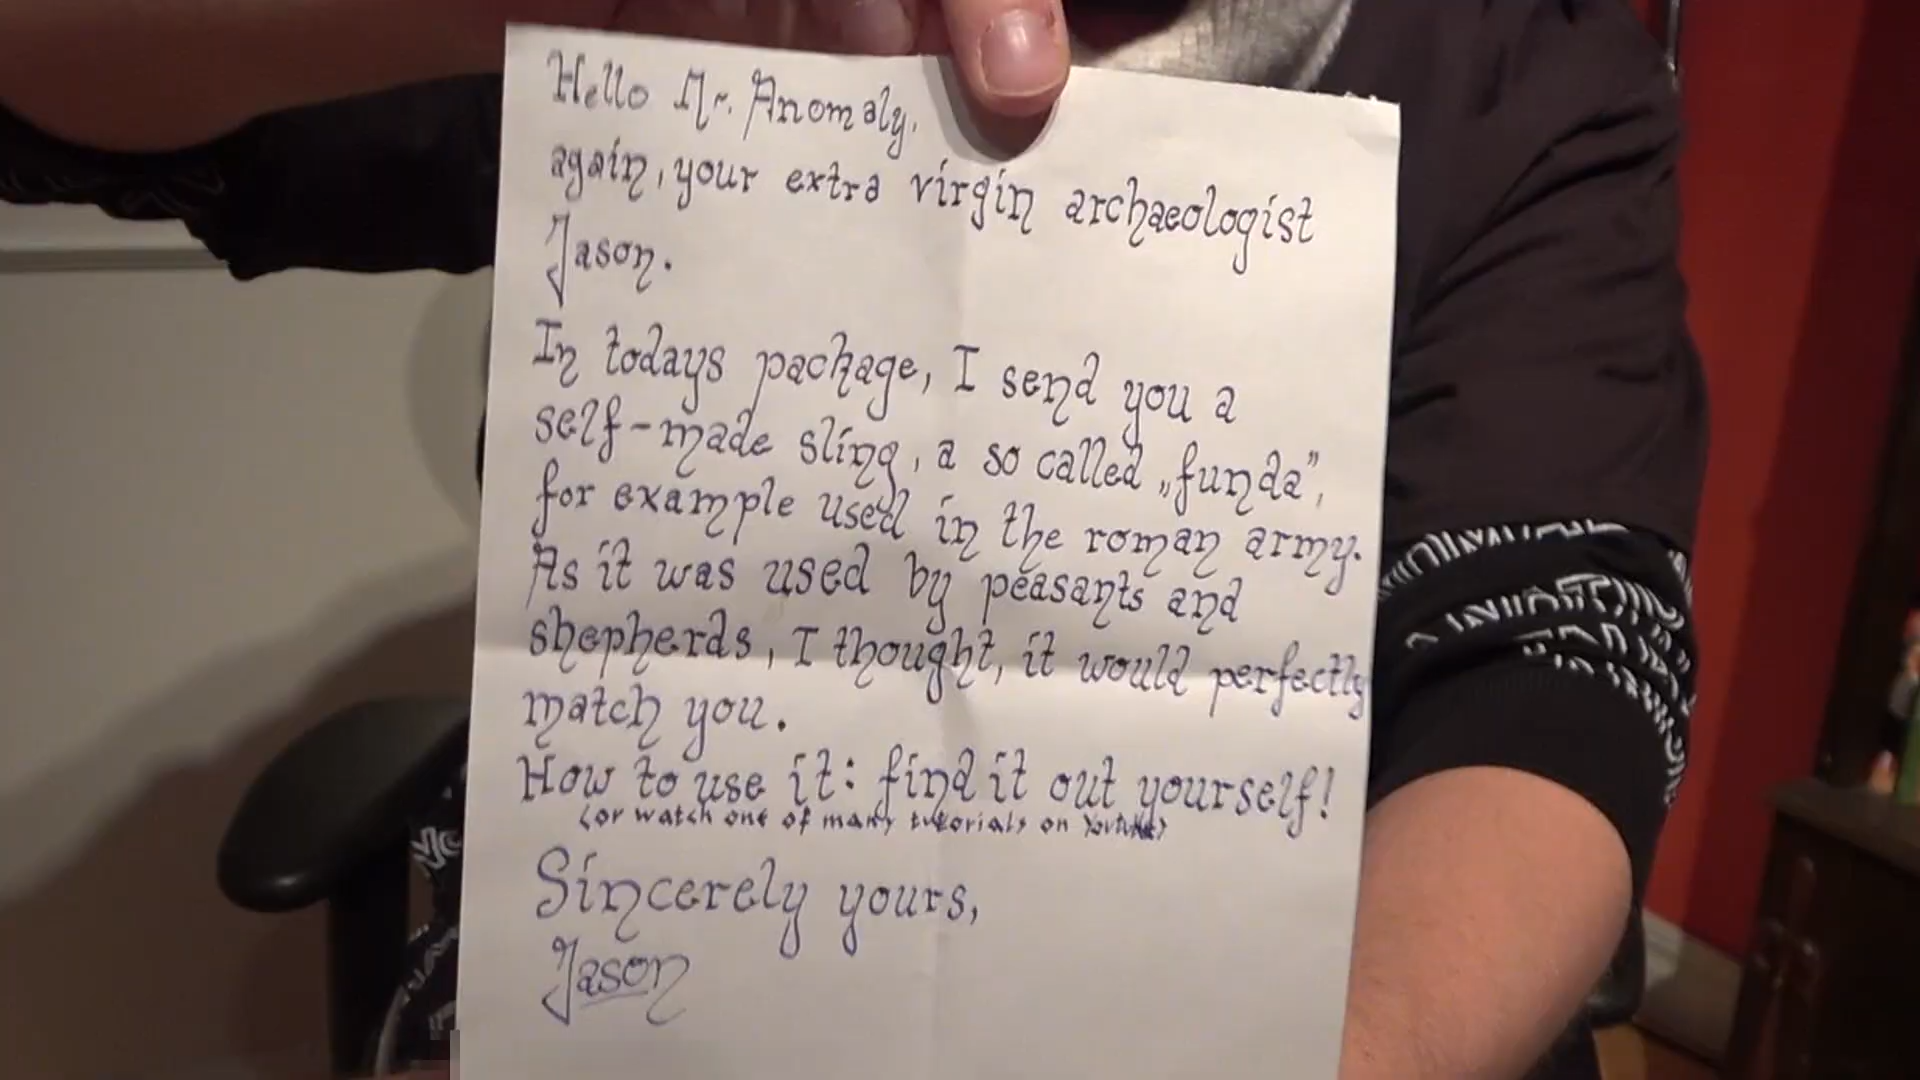 Hello Mr. Anomaly,
again, your extra virgin archaeologist
Jason.
In todays package, I send you a
self-made sling, a so called „funda”,
for example used in the roman army.
As it was used by peasants and
shepherds, I thought, it would perfectly
match you.
How to use it: find it out yourself!
(or watch one of many tutorials on YouTube)
Sincerely yours,
Jason